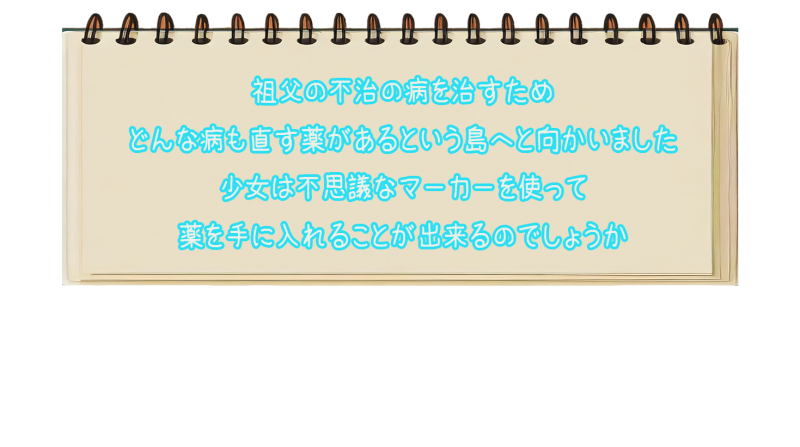 祖父の不治の病を治すため
どんな病も直す薬があるという島へと向かいました
少女は不思議なマーカーを使って
薬を手に入れることが出来るのでしょうか